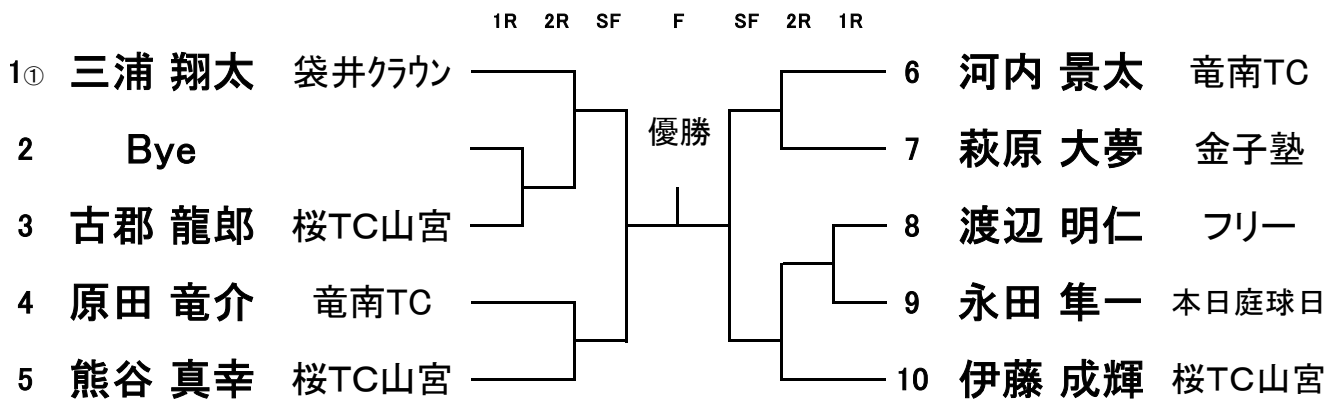 1R 2R SF F SF 2R 1R
1① 三浦 翔太 袋井クラウン 6 河内 景太 竜南TC
優勝
2 Bye 7 萩原 大夢 金子塾
3 古郡 龍郎 桜TC山宮 8 渡辺 明仁 フリー
4 原田 竜介 竜南TC 9 永田 隼一 本日庭球日
5 熊谷 真幸 桜TC山宮 10 伊藤 成輝 桜TC山宮